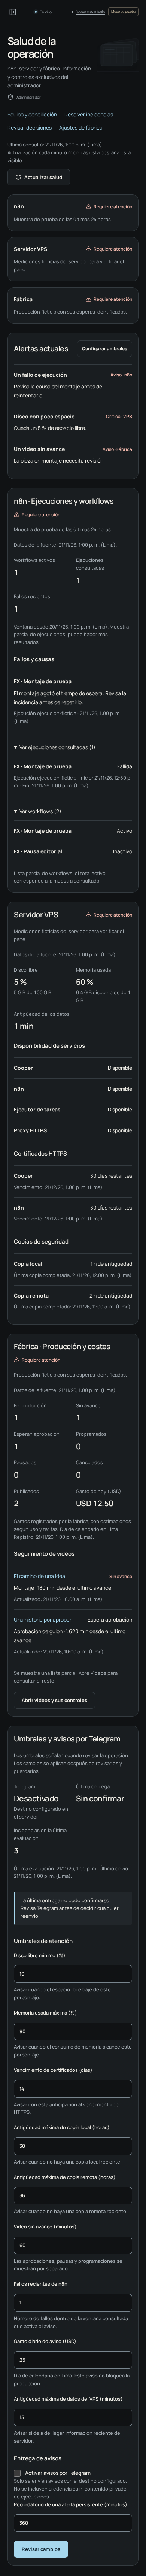 En vivo
Pausar movimiento
Modo de prueba
Salud de la
operación
n8n, servidor y fábrica. Información
y controles exclusivos del
administrador.
Administrador
Equipo y conciliación
Resolver incidencias
Revisar decisiones
Ajustes de fábrica
Última consulta: 21/11/26, 1:00 p. m. (Lima).
Actualización cada minuto mientras esta pestaña está
visible.
Actualizar salud
n8n
Requiere atención
Muestra de prueba de las últimas 24 horas.
Servidor VPS
Requiere atención
Mediciones ficticias del servidor para verificar el
panel.
Fábrica
Requiere atención
Producción ficticia con sus esperas identificadas.
Alertas actuales
Configurar umbrales
Un fallo de ejecución
Aviso · n8n
Revisa la causa del montaje antes de
reintentarlo.
Disco con poco espacio
Crítica · VPS
Queda un 5 % de espacio libre.
Un video sin avance
Aviso · Fábrica
La pieza en montaje necesita revisión.
n8n · Ejecuciones y workflows
Requiere atención
Muestra de prueba de las últimas 24 horas.
Datos de la fuente: 21/11/26, 1:00 p. m. (Lima).
Workflows activos
1
Ejecuciones
consultadas
1
Fallos recientes
1
Ventana desde 20/11/26, 1:00 p. m. (Lima). Muestra
parcial de ejecuciones; puede haber más
resultados.
Fallos y causas
FX · Montaje de prueba
El montaje agotó el tiempo de espera. Revisa la
incidencia antes de repetirlo.
Ejecución ejecucion-ficticia · 21/11/26, 1:00 p. m.
(Lima)
Ver ejecuciones consultadas (1)
FX · Montaje de prueba
Fallida
Ejecución ejecucion-ficticia · Inicio: 21/11/26, 12:50 p.
m. · Fin: 21/11/26, 1:00 p. m. (Lima)
Ver workflows (2)
FX · Montaje de prueba
Activo
FX · Pausa editorial
Inactivo
Lista parcial de workflows; el total activo
corresponde a la muestra consultada.
Servidor VPS
Requiere atención
Mediciones ficticias del servidor para verificar el
panel.
Datos de la fuente: 21/11/26, 1:00 p. m. (Lima).
Disco libre
5 %
5 GiB de 100 GiB
Memoria usada
60 %
0.4 GiB disponibles de 1
GiB
Antigüedad de los datos
1 min
Disponibilidad de servicios
Cooper
Disponible
n8n
Disponible
Ejecutor de tareas
Disponible
Proxy HTTPS
Disponible
Certificados HTTPS
Cooper
30 días restantes
Vencimiento: 21/12/26, 1:00 p. m. (Lima)
n8n
30 días restantes
Vencimiento: 21/12/26, 1:00 p. m. (Lima)
Copias de seguridad
Copia local
1 h de antigüedad
Última copia completada: 21/11/26, 12:00 p. m. (Lima)
Copia remota
2 h de antigüedad
Última copia completada: 21/11/26, 11:00 a. m. (Lima)
Fábrica · Producción y costes
Requiere atención
Producción ficticia con sus esperas identificadas.
Datos de la fuente: 21/11/26, 1:00 p. m. (Lima).
En producción
1
Sin avance
1
Esperan aprobación
1
Programados
0
Pausados
0
Cancelados
0
Publicados
2
Gasto de hoy (USD)
USD 12.50
Gastos registrados por la fábrica, con estimaciones
según uso y tarifas. Día de calendario en Lima.
Registro: 21/11/26, 1:00 p. m. (Lima).
Seguimiento de videos
El camino de una idea
Sin avance
Montaje · 180 min desde el último avance
Actualizado: 21/11/26, 10:00 a. m. (Lima)
Una historia por aprobar
Espera aprobación
Aprobación de guion · 1,620 min desde el último
avance
Actualizado: 20/11/26, 10:00 a. m. (Lima)
Se muestra una lista parcial. Abre Videos para
consultar el resto.
Abrir videos y sus controles
Umbrales y avisos por Telegram
Los umbrales señalan cuándo revisar la operación.
Los cambios se aplican después de revisarlos y
guardarlos.
Telegram
Desactivado
Destino configurado en
el servidor
Última entrega
Sin confirmar
Incidencias en la última
evaluación
3
Última evaluación: 21/11/26, 1:00 p. m.. Último envío:
21/11/26, 1:00 p. m. (Lima).
La última entrega no pudo confirmarse.
Revisa Telegram antes de decidir cualquier
reenvío.
Umbrales de atención
Disco libre mínimo (%)
10
Avisar cuando el espacio libre baje de este
porcentaje.
Memoria usada máxima (%)
90
Avisar cuando el consumo de memoria alcance este
porcentaje.
Vencimiento de certificados (días)
14
Avisar con esta anticipación al vencimiento de
HTTPS.
Antigüedad máxima de copia local (horas)
30
Avisar cuando no haya una copia local reciente.
Antigüedad máxima de copia remota (horas)
36
Avisar cuando no haya una copia remota reciente.
Video sin avance (minutos)
60
Las aprobaciones, pausas y programaciones se
muestran por separado.
Fallos recientes de n8n
1
Número de fallos dentro de la ventana consultada
que activa el aviso.
Gasto diario de aviso (USD)
25
Día de calendario en Lima. Este aviso no bloquea la
producción.
Antigüedad máxima de datos del VPS (minutos)
15
Avisar si deja de llegar información reciente del
servidor.
Entrega de avisos
Activar avisos por Telegram
Solo se envían avisos con el destino configurado.
No se incluyen credenciales ni contenido privado
de ejecuciones.
Recordatorio de una alerta persistente (minutos)
360
Revisar cambios